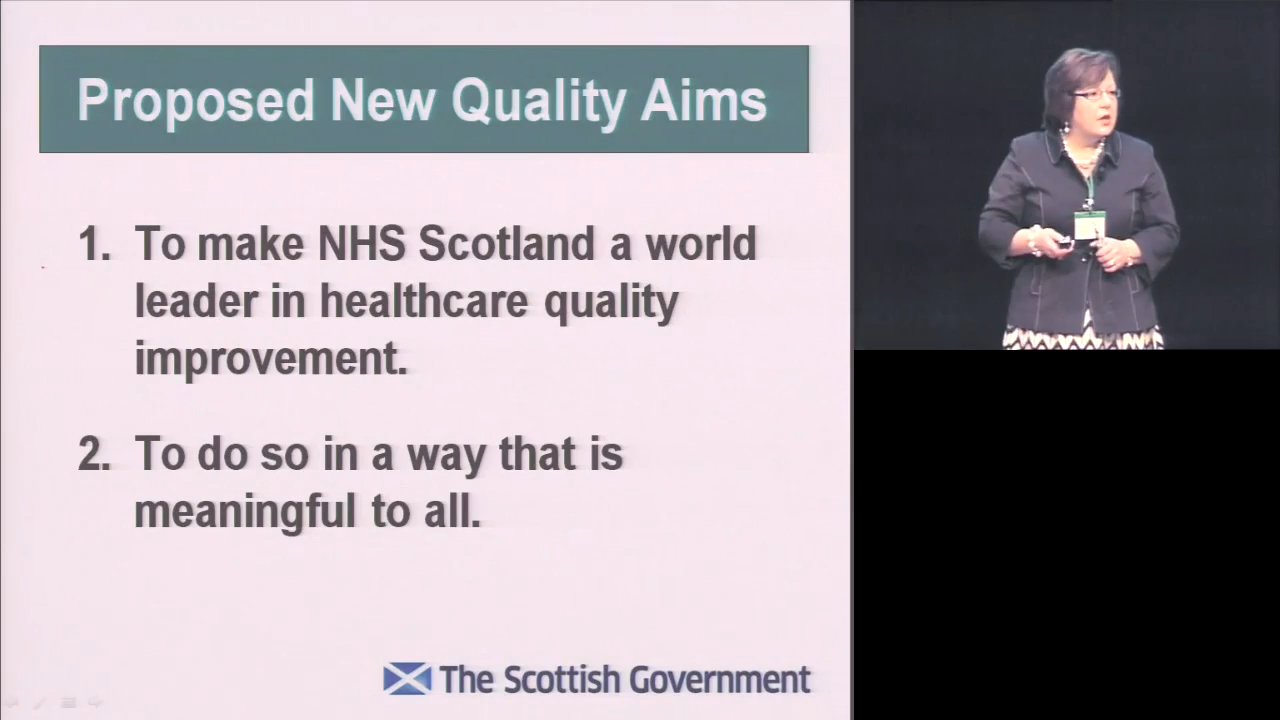 Proposed New Quality Aims
1. To make NHS Scotland a world
leader in healthcare quality
improvement.
2. To do so in a way that is
meaningful to all.
The Scottish Government